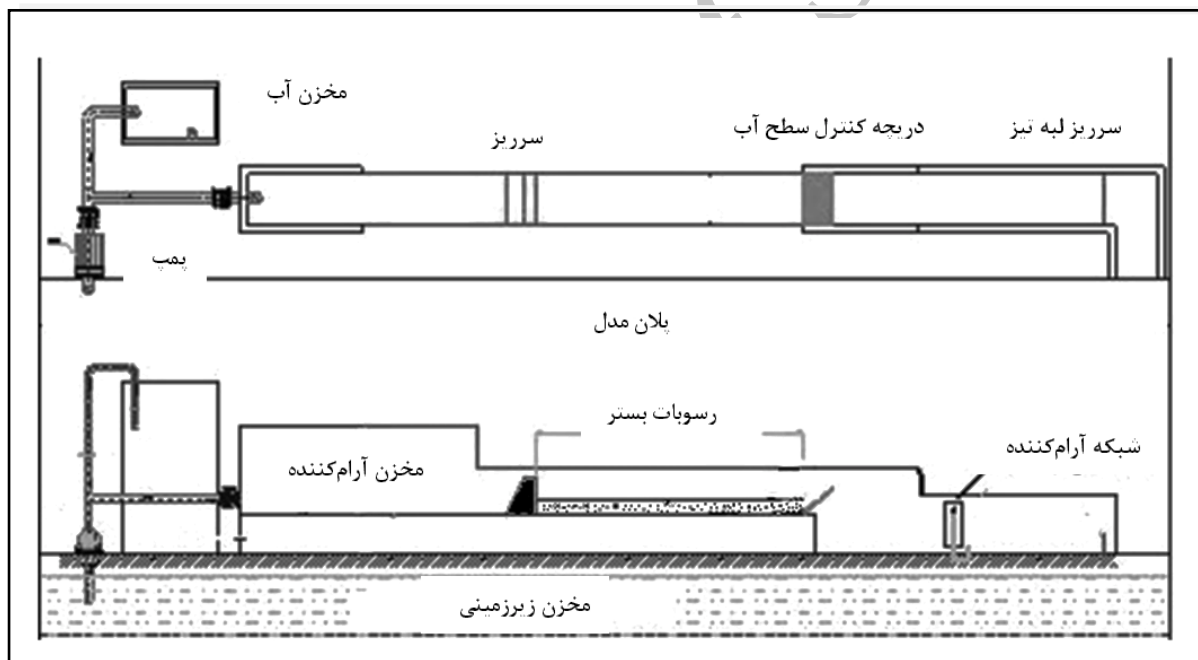 مخزن آب
سرریز
دریچه کنترل سطح آب
سرریز لبه تیز
پمپ
پلان مدل
رسوبات بستر
شبکه آرام‌کننده
مخزن آرام‌کننده
مخزن زیرزمینی